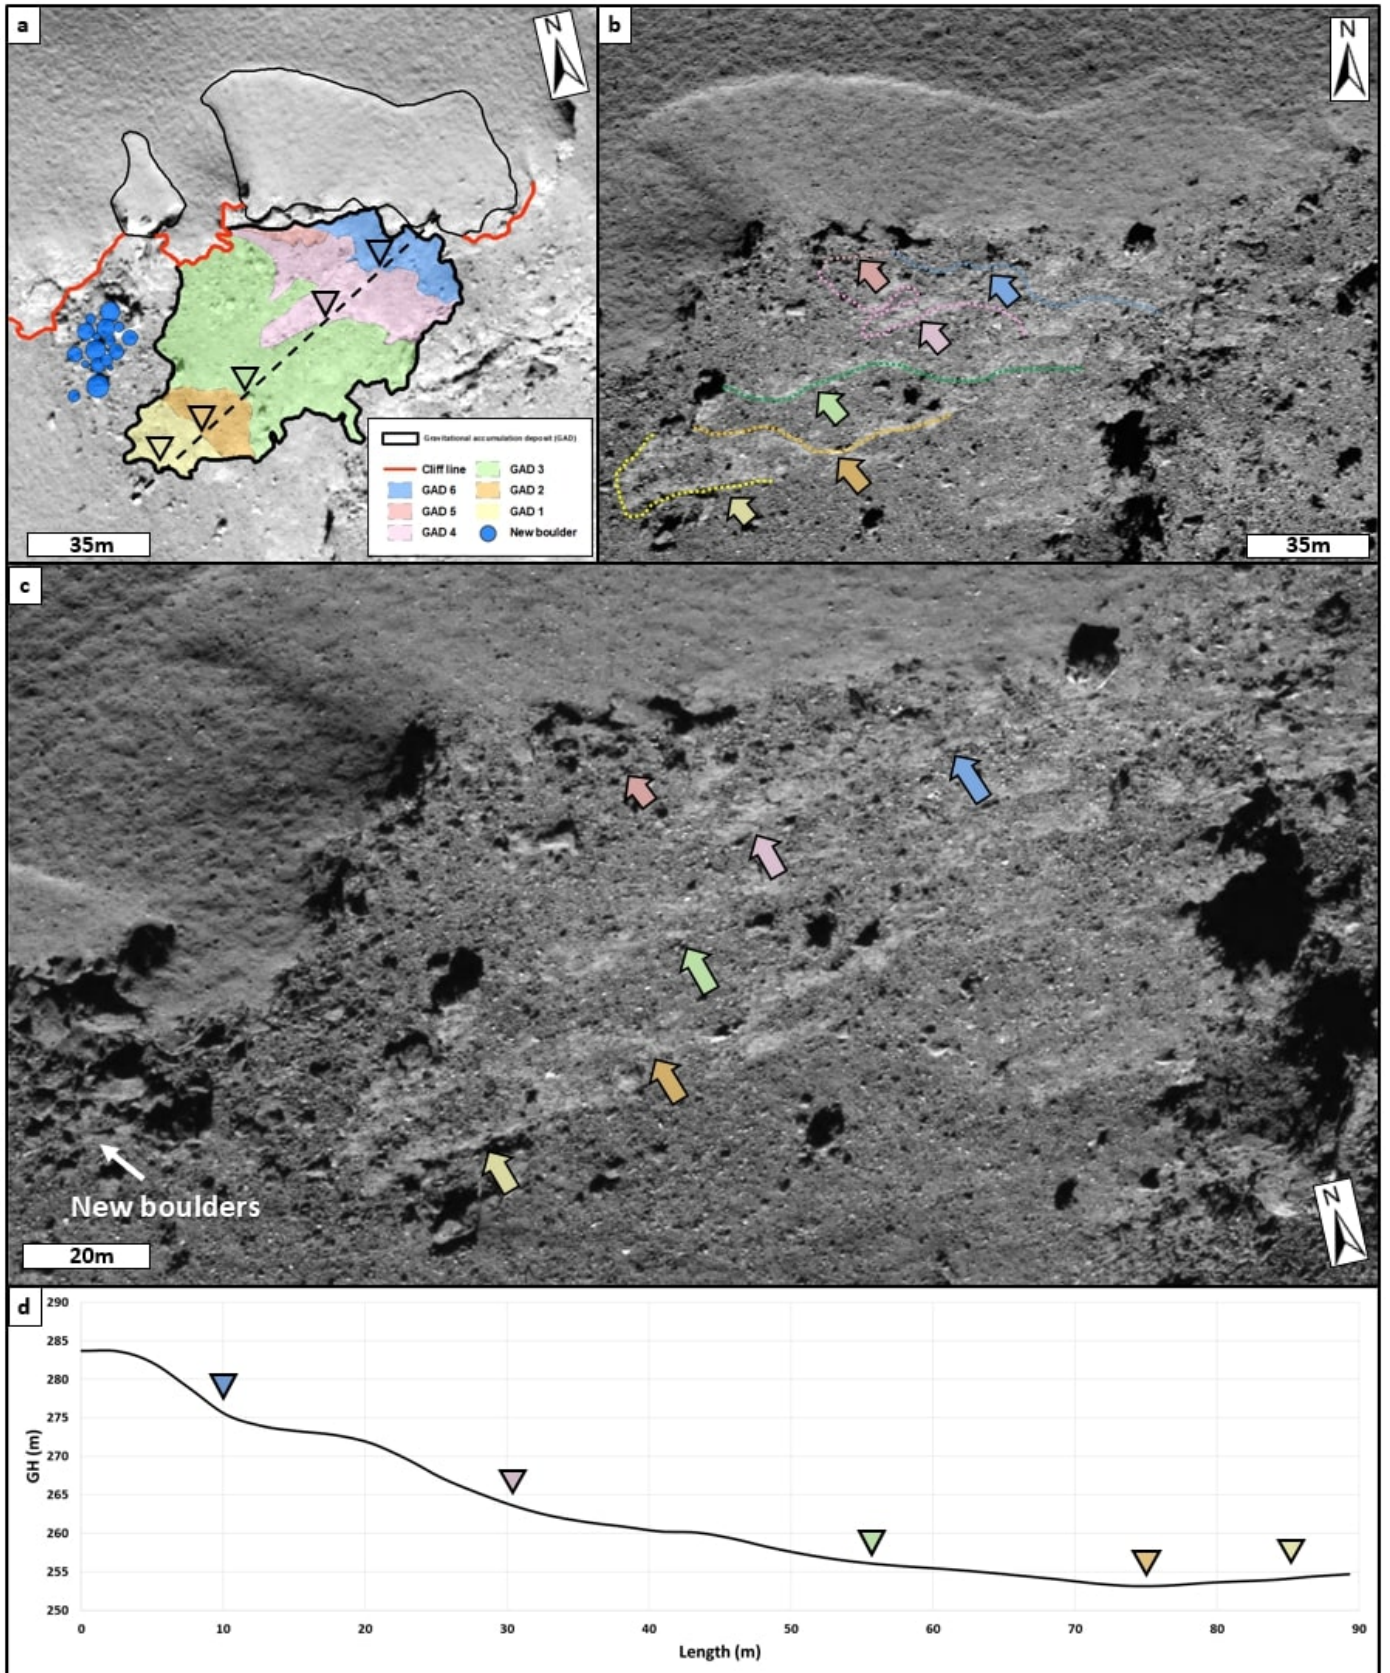 a
N
35m
Gravitational accumulation deposit (GAD)
Cliff line
GAD 3
GAD 6
GAD 2
GAD 5
GAD 1
GAD 4
New boulder
b
N
35m
c
New boulders
20m
N
d
290
285
280
275
270
265
260
255
250
GH (m)
0 10 20 30 40 50 60 70 80 90
Length (m)